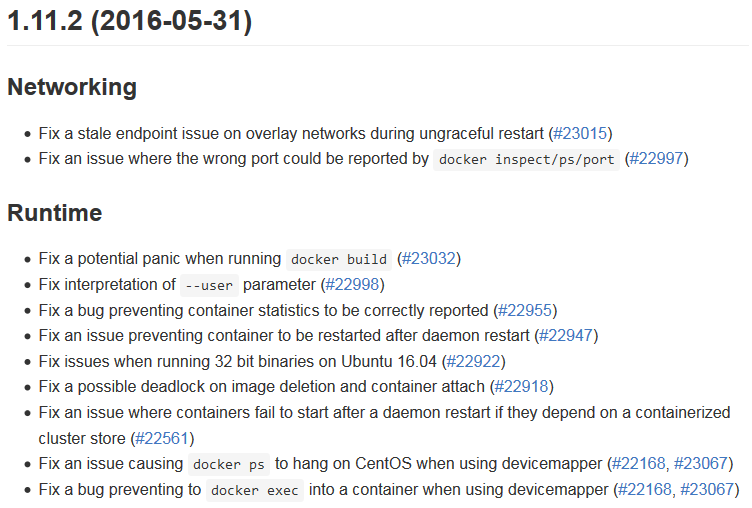 1.11.2 (2016-05-31)
Networking
• Fix a stale endpoint issue on overlay networks during ungraceful restart (#23015)
• Fix an issue where the wrong port could be reported by docker inspect/ps/port (#22997)
Runtime
• Fix a potential panic when running docker build (#23032)
• Fix interpretation of --user parameter (#22998)
• Fix a bug preventing container statistics to be correctly reported (#22955)
• Fix an issue preventing container to be restarted after daemon restart (#22947)
• Fix issues when running 32 bit binaries on Ubuntu 16.04 (#22922)
• Fix a possible deadlock on image deletion and container attach (#22918)
• Fix an issue where containers fail to start after a daemon restart if they depend on a containerized
cluster store (#22561)
• Fix an issue causing docker ps to hang on CentOS when using devicemapper (#22168, #23067)
• Fix a bug preventing to docker exec into a container when using devicemapper (#22168, #23067)